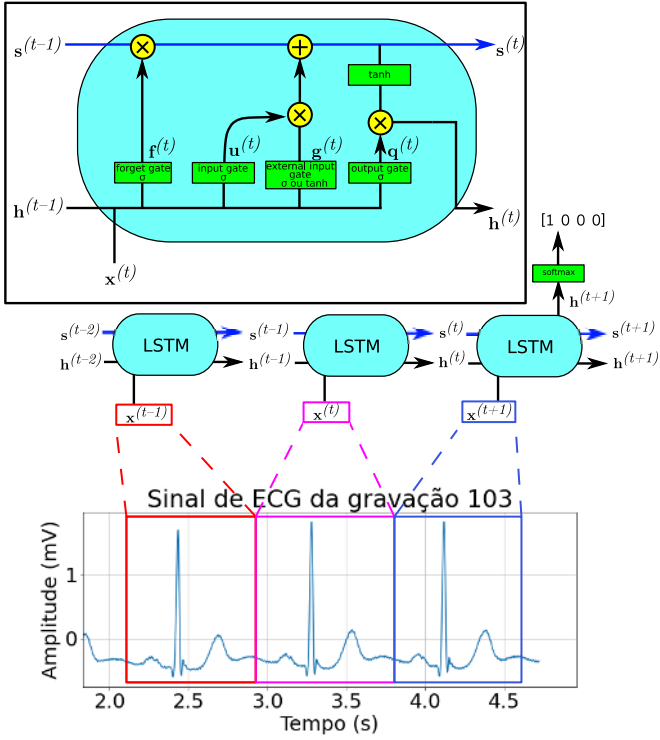 s(t−1)
s(t)
tanh
f(t)
u(t)
g(t)
q(t)
forget gate
σ
input gate
σ
external input
gate
σ ou tanh
output gate
σ
h(t−1)
h(t)
x(t)
[1 0 0 0]
softmax
h(t+1)
s(t-2)
LSTM
s(t−1)
LSTM
s(t)
LSTM
s(t+1)
h(t−2)
h(t−1)
h(t)
h(t+1)
x(t−1)
x(t)
x(t+1)
Sinal de ECG da gravação 103
Amplitude (mV)
1
0
2.0 2.5 3.0 3.5 4.0 4.5
Tempo (s)